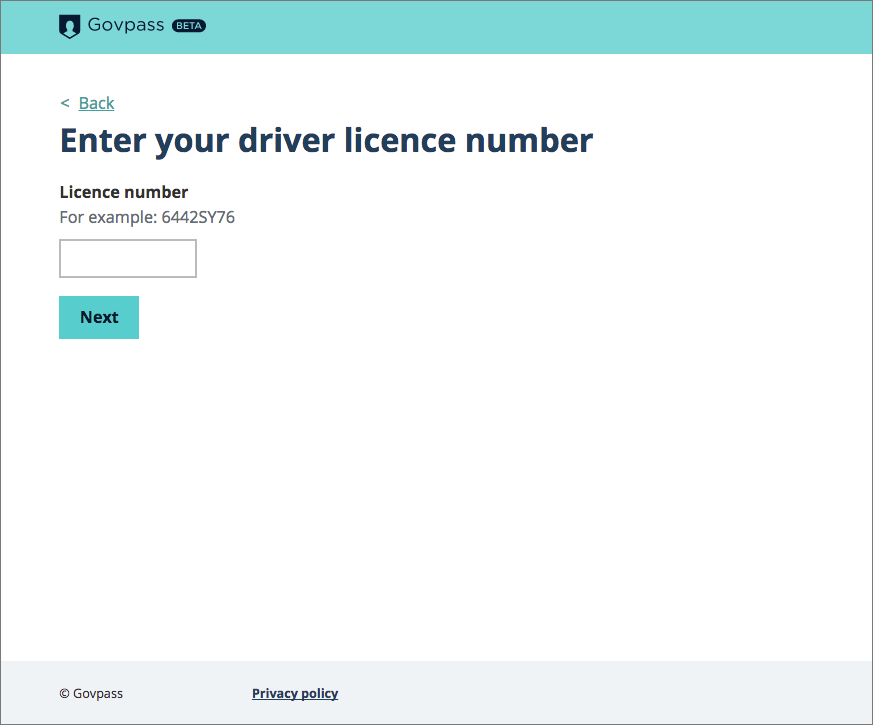 Govpass BETA
< Back
Enter your driver licence number
Licence number
For example: 6442SY76
Next
© Govpass Privacy policy